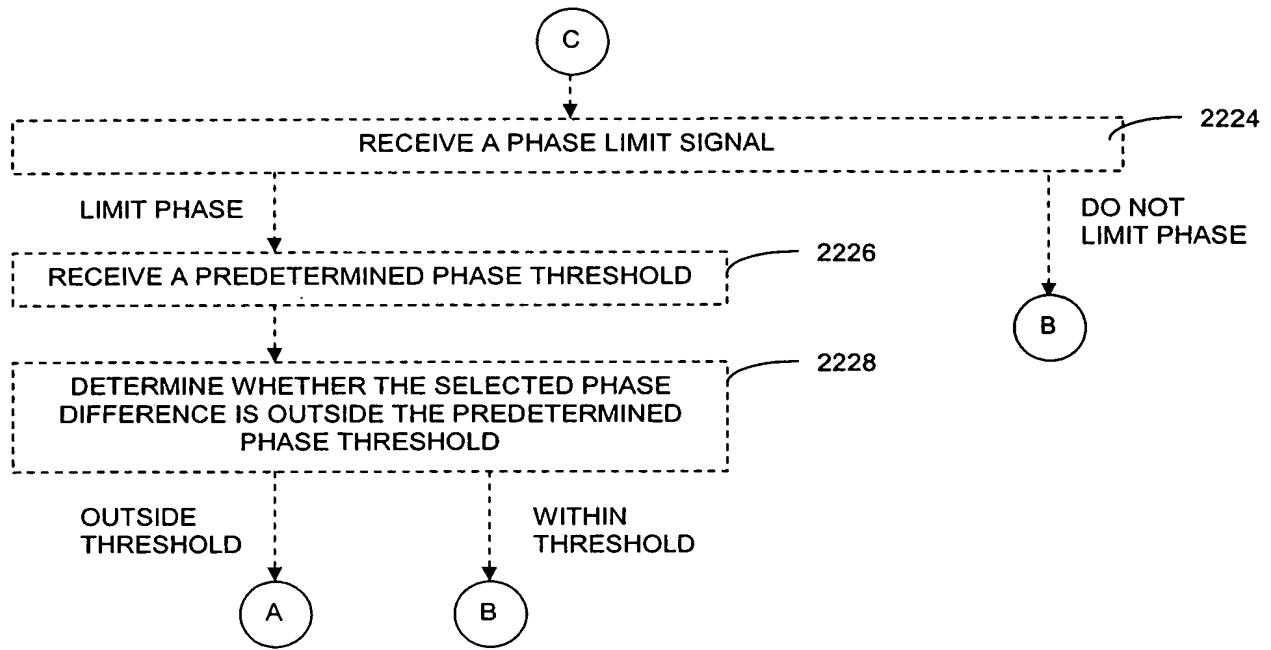 C
RECEIVE A PHASE LIMIT SIGNAL
2224
LIMIT PHASE
DO NOT
LIMIT PHASE
RECEIVE A PREDETERMINED PHASE THRESHOLD
2226
B
DETERMINE WHETHER THE SELECTED PHASE
DIFFERENCE IS OUTSIDE THE PREDETERMINED
PHASE THRESHOLD
2228
OUTSIDE
THRESHOLD
WITHIN
THRESHOLD
A
B